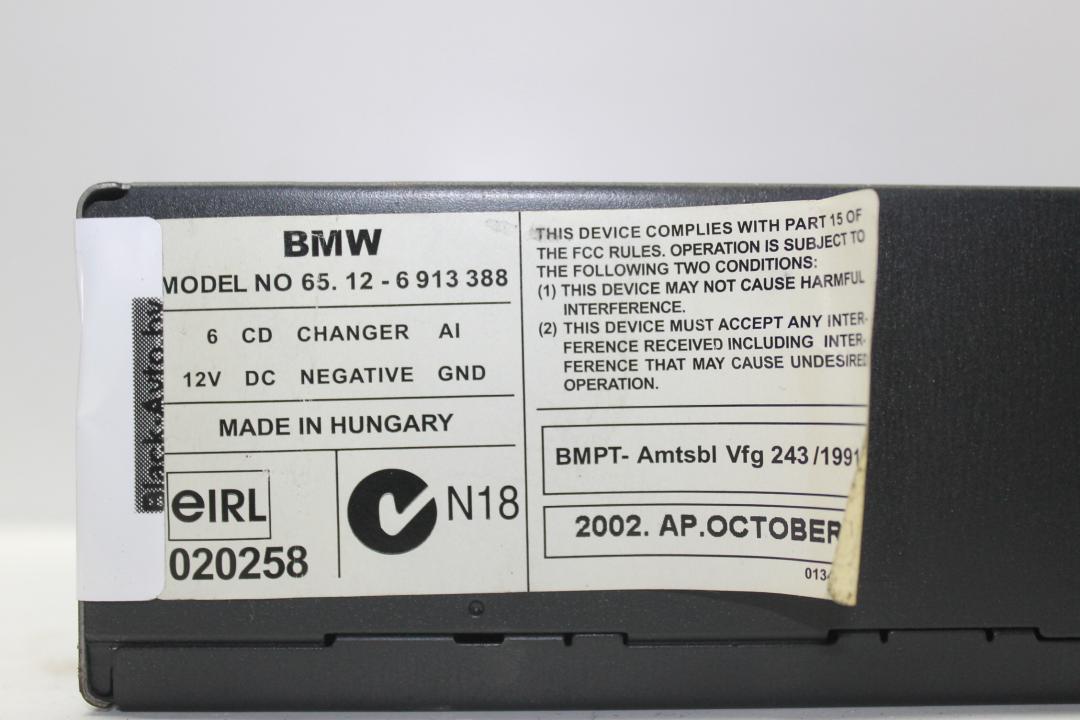 BMW
MODEL NO 65. 12 - 6 913 388
6 CD CHANGER AI
12V DC NEGATIVE GND
MADE IN HUNGARY
eIRL
020258
N18
THIS DEVICE COMPLIES WITH PART 15 OF
THE FCC RULES. OPERATION IS SUBJECT TO
THE FOLLOWING TWO CONDITIONS:
(1) THIS DEVICE MAY NOT CAUSE HARMFUL
INTERFERENCE.
(2) THIS DEVICE MUST ACCEPT ANY INTER-
FERENCE RECEIVED INCLUDING INTER-
FERENCE THAT MAY CAUSE UNDESIRED
OPERATION.
BMPT- Amtsbl Vfg 243/1991
2002. AP.OCTOBER
Black Auto by